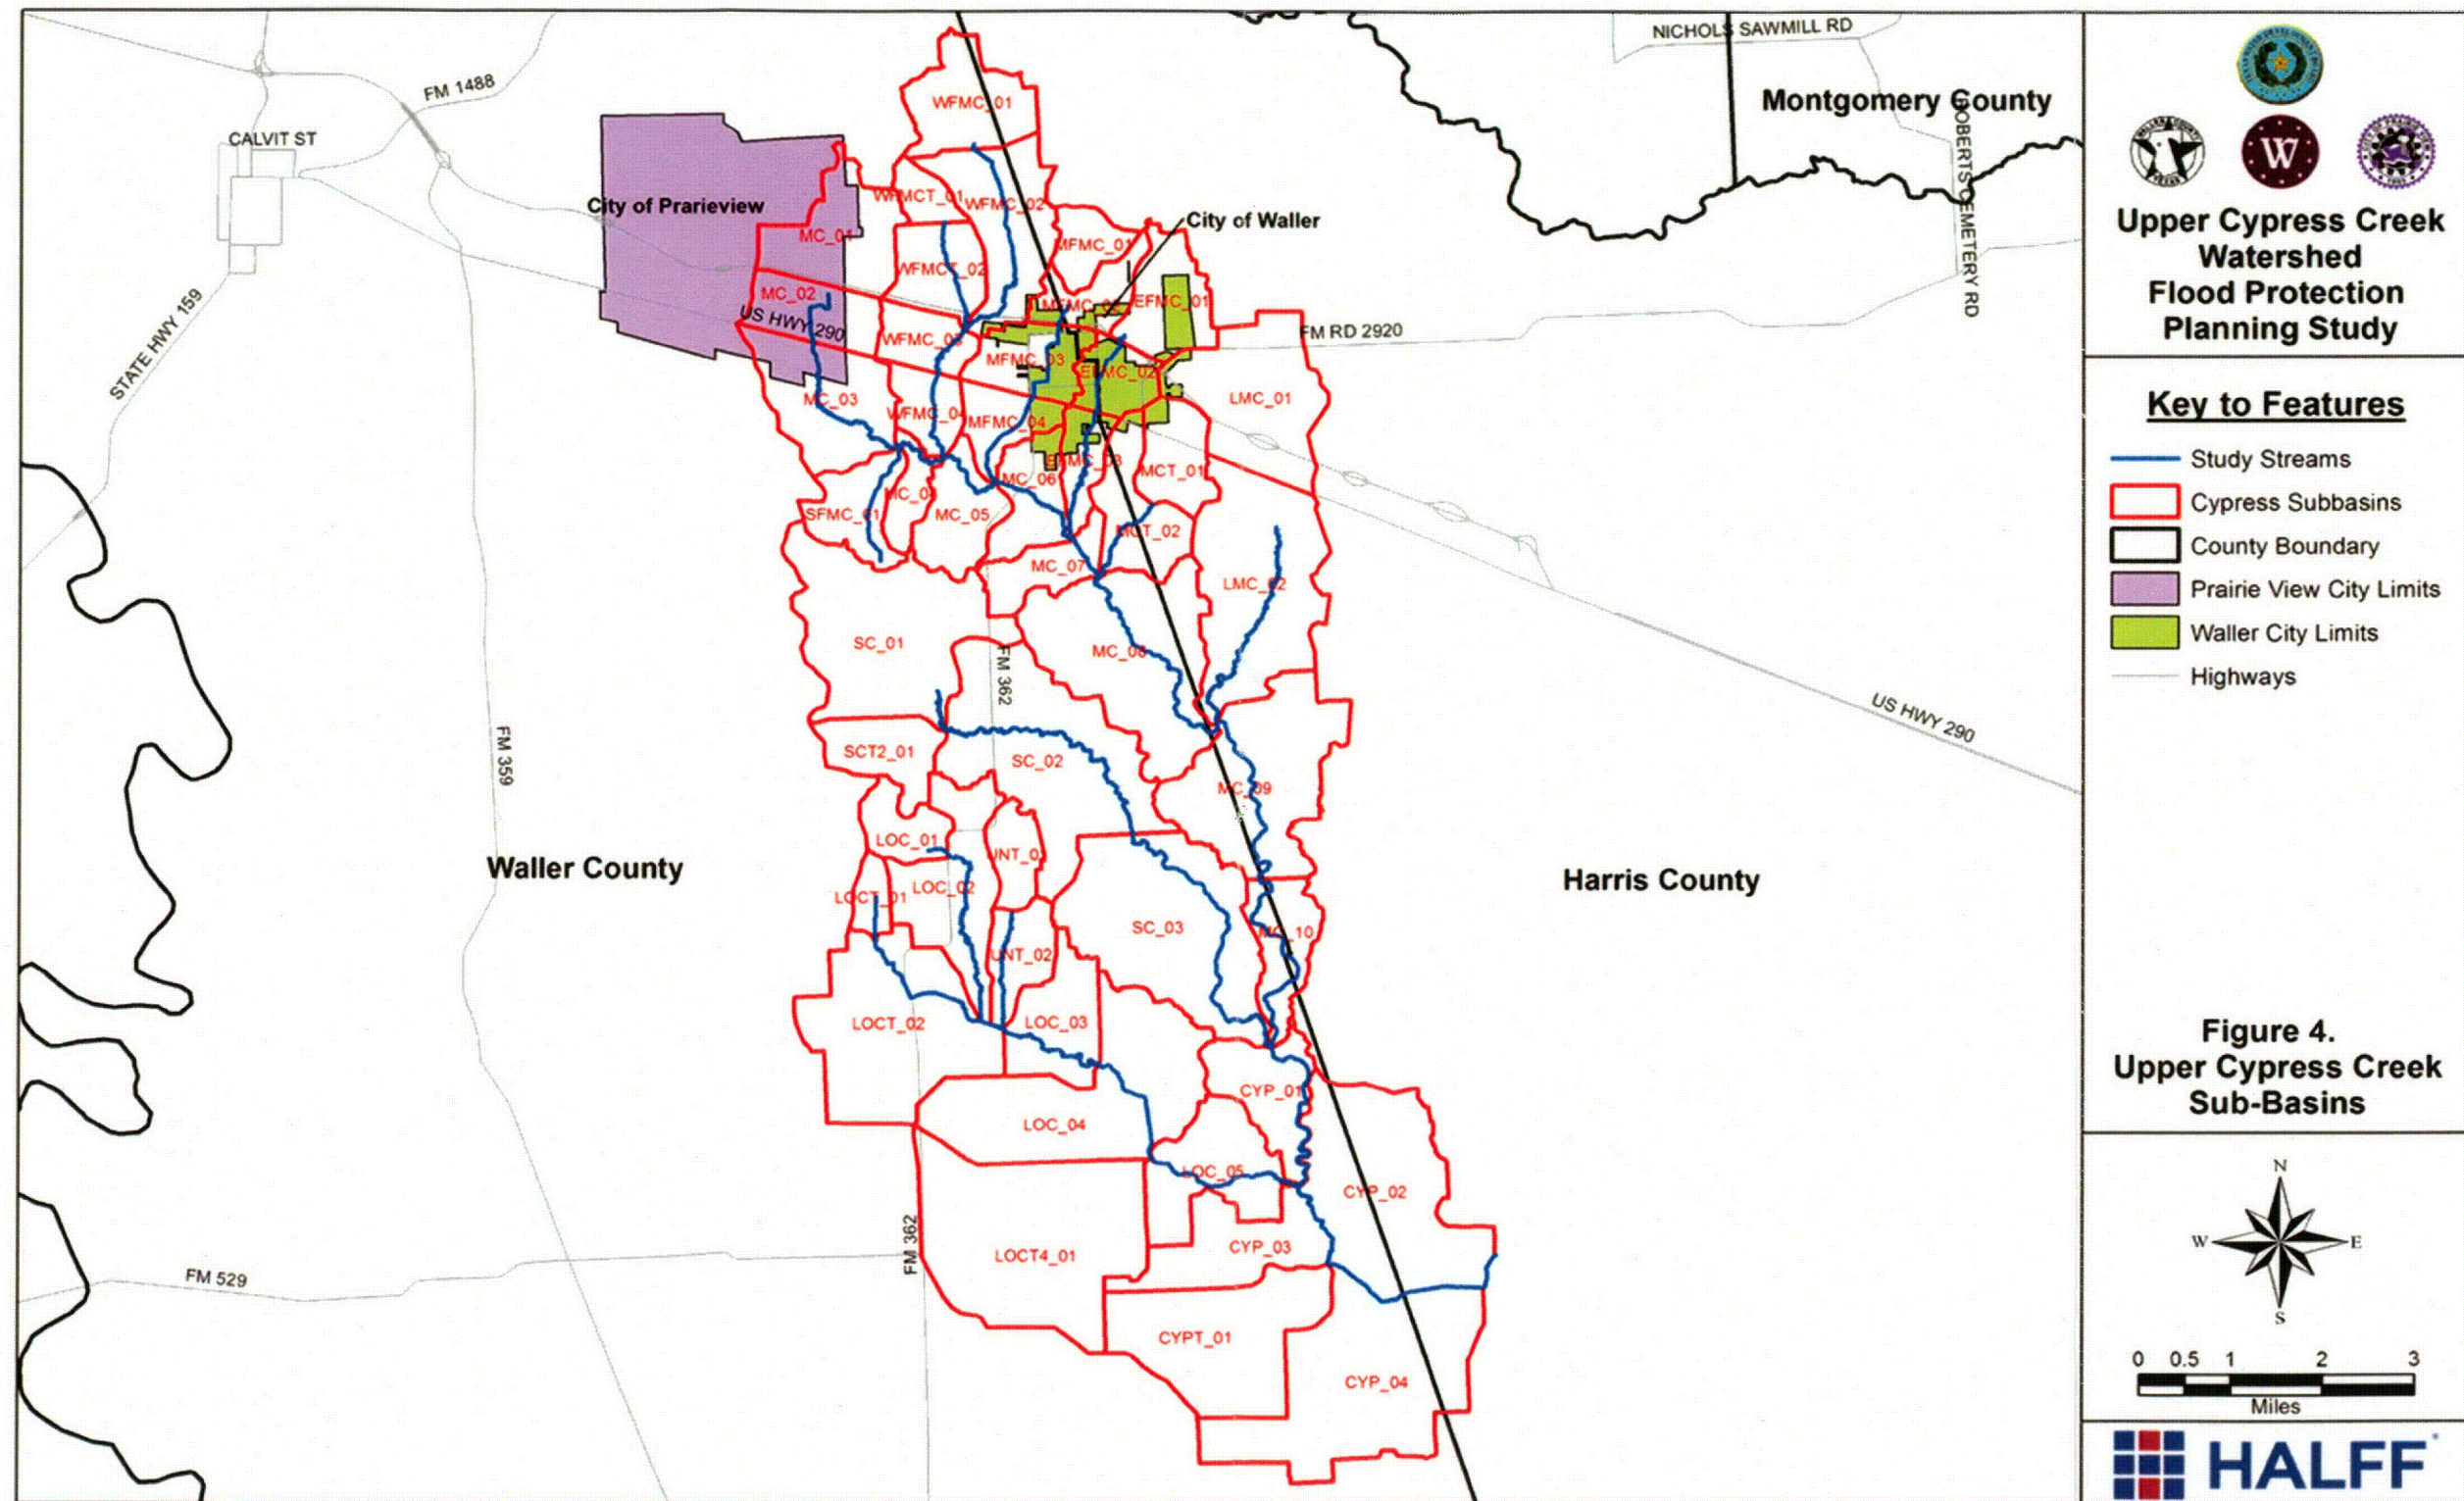 NICHOLS SAWMILL RD
Montgomery County
FM 1488
CALVIT ST
WFMC_01
ROBERTS CEMETERY RD
City of Prarieview
WFMCT_01
WFMC_02
City of Waller
MC_01
MFMC_01
WFMCT_02
MC_02
EFMC_01
STATE HWY 159
US HWY 290
FM RD 2920
WFMC_03
MFMC_03
EFMC_02
MC_03
LMC_01
WFMC_04
MFMC_04
MC_06
MCT_01
SFMC_01
MC_05
MCT_02
MC_07
LMC_02
SC_01
MC_08
FM 362
US HWY 290
FM 359
SCT2_01
SC_02
MC_09
LOC_01
Waller County
Harris County
LOC_02
LOCT_01
SC_03
MC_10
UNT_02
LOCT_02
LOC_03
CYP_01
LOC_04
LOC_05
CYP_02
FM 362
CYP_03
LOCT4_01
FM 529
CYPT_01
CYP_04
W
Upper Cypress Creek
Watershed
Flood Protection
Planning Study
Key to Features
Study Streams
Cypress Subbasins
County Boundary
Prairie View City Limits
Waller City Limits
Highways
Figure 4.
Upper Cypress Creek
Sub-Basins
N
W
E
S
0 0.5 1 2 3
Miles
HALFF